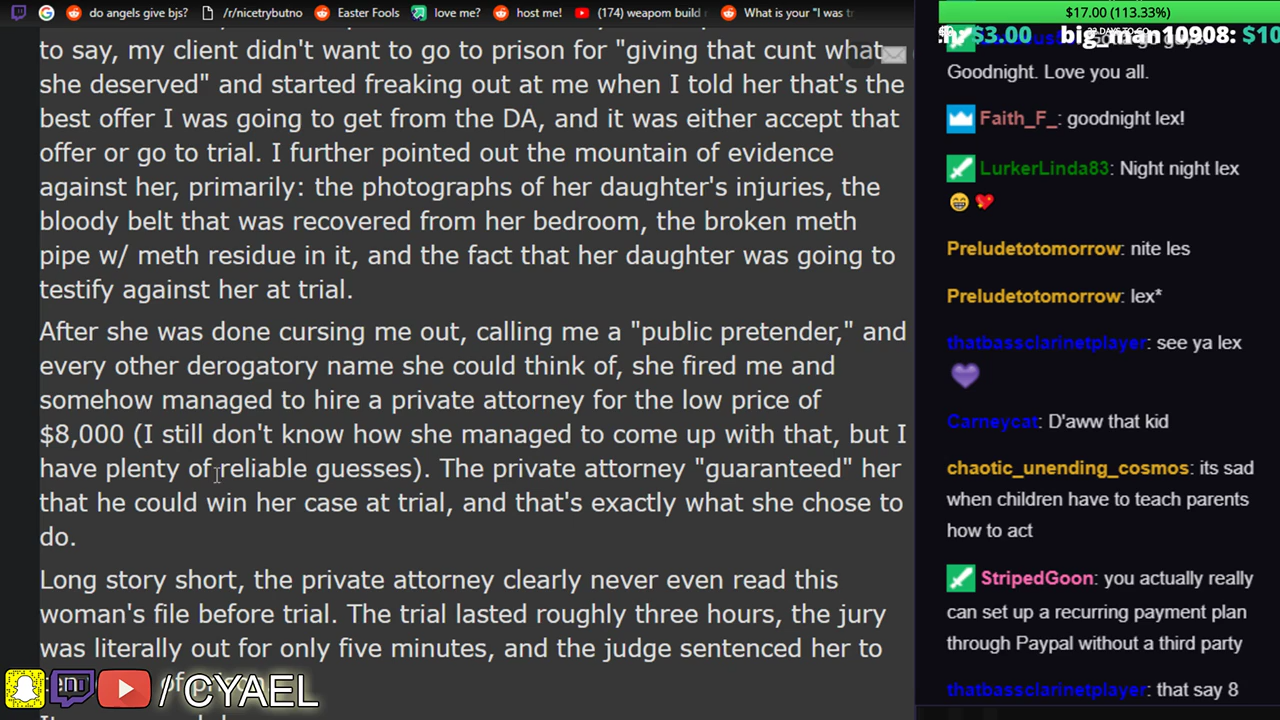 do angels give bjs?
/r/nicetrybutno
Easter Fools
love me?
host me!
(174) weapom build
What is your "I was t
$17.00 (113.33%)
$3.00
big_man10908: $10
Goodnight. Love you all.
Faith_F_: goodnight lex!
LurkerLinda83: Night night lex
Preludetotomorrow: nite les
Preludetotomorrow: lex*
thatbassclarinetplayer: see ya lex
Carneycat: D'aww that kid
chaotic_unending_cosmos: its sad
when children have to teach parents
how to act
StripedGoon: you actually really
can set up a recurring payment plan
through Paypal without a third party
thatbassclarinetplayer: that say 8
to say, my client didn't want to go to prison for "giving that cunt what
she deserved" and started freaking out at me when I told her that's the
best offer I was going to get from the DA, and it was either accept that
offer or go to trial. I further pointed out the mountain of evidence
against her, primarily: the photographs of her daughter's injuries, the
bloody belt that was recovered from her bedroom, the broken meth
pipe w/ meth residue in it, and the fact that her daughter was going to
testify against her at trial.
After she was done cursing me out, calling me a "public pretender," and
every other derogatory name she could think of, she fired me and
somehow managed to hire a private attorney for the low price of
$8,000 (I still don't know how she managed to come up with that, but I
have plenty of reliable guesses). The private attorney "guaranteed" her
that he could win her case at trial, and that's exactly what she chose to
do.
Long story short, the private attorney clearly never even read this
woman's file before trial. The trial lasted roughly three hours, the jury
was literally out for only five minutes, and the judge sentenced her to
/ CYAEL